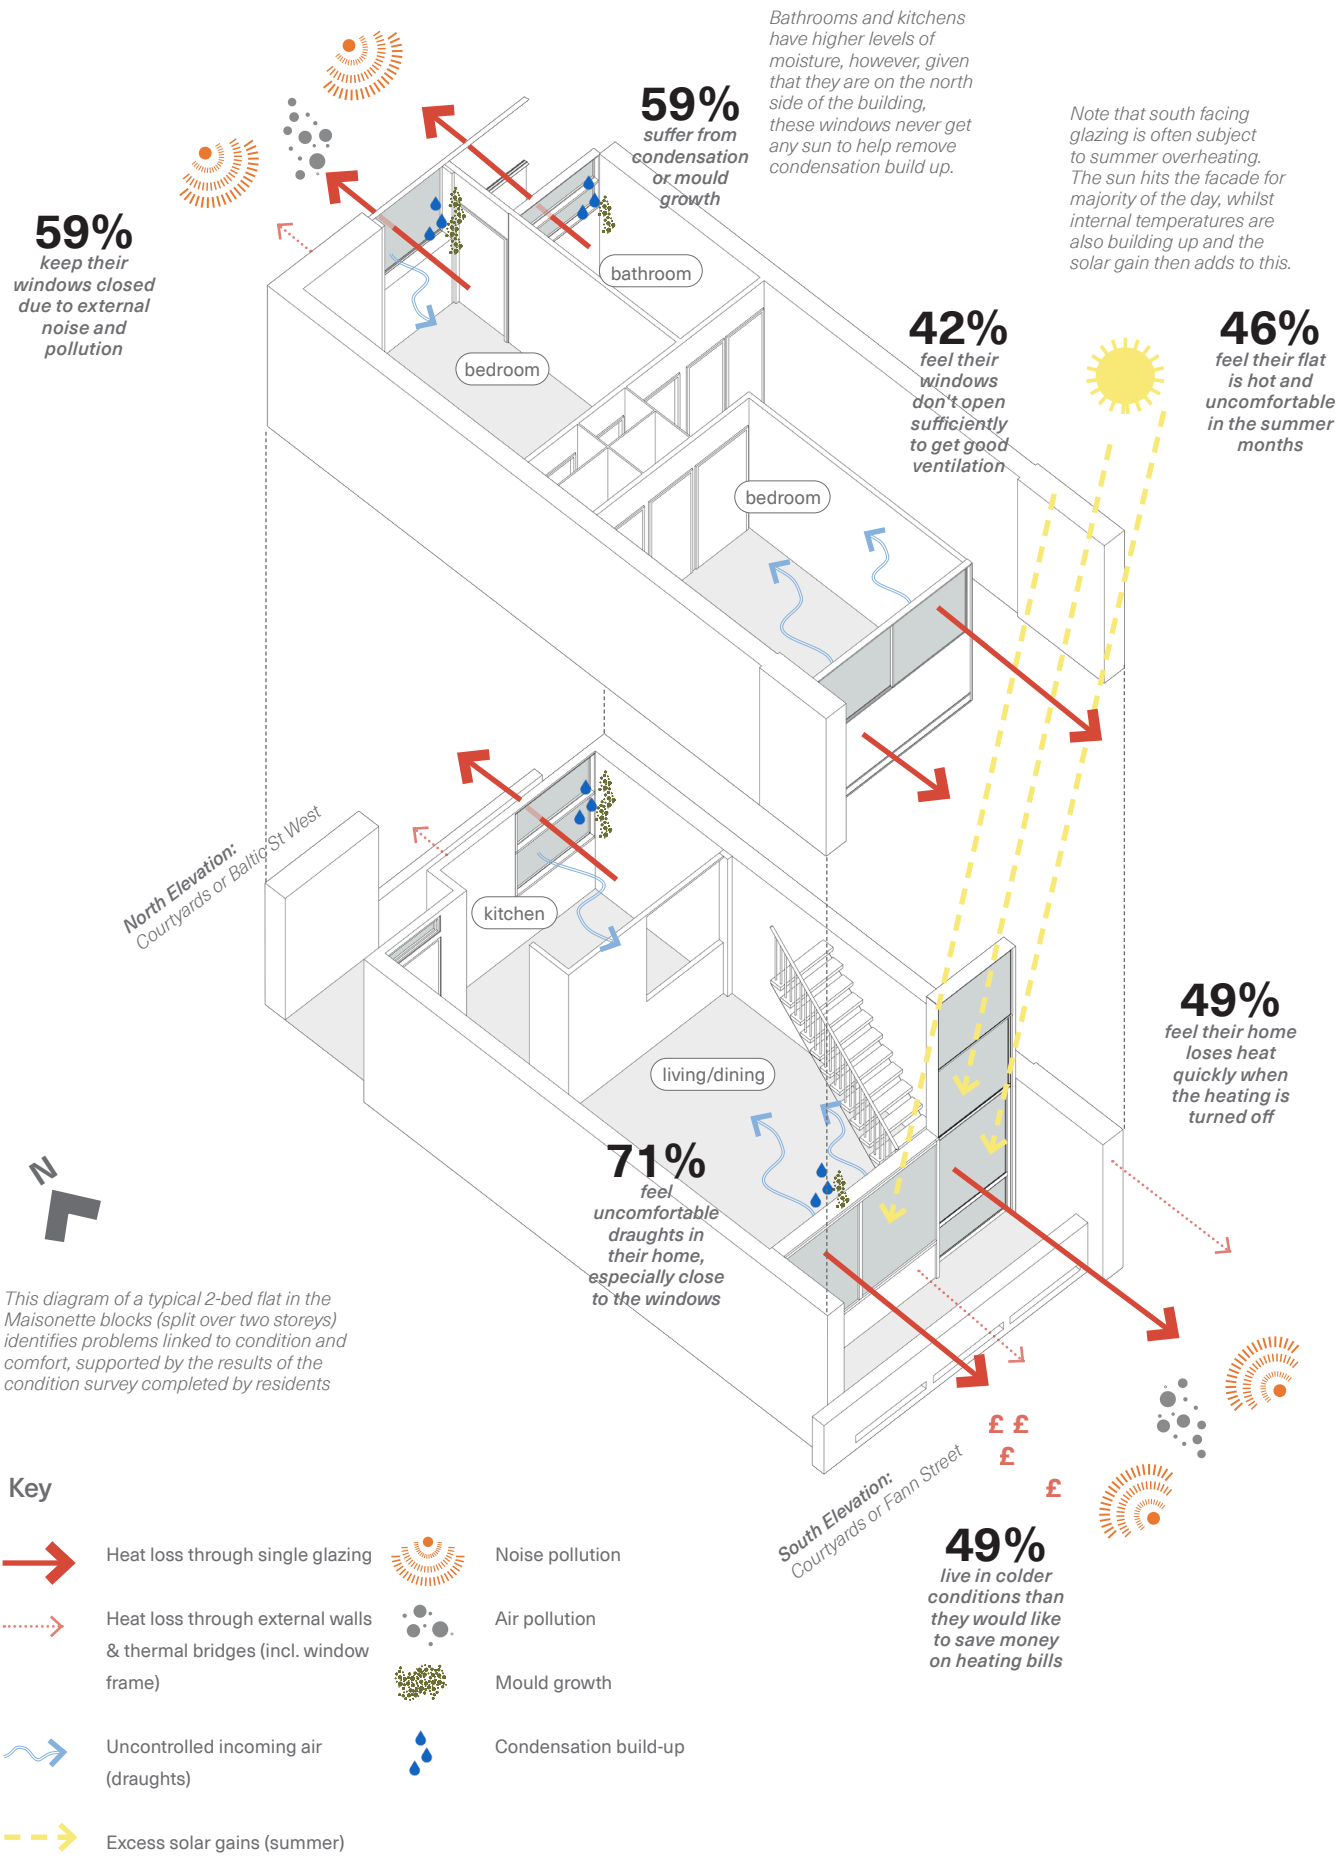 Bathrooms and kitchens
have higher levels of
moisture, however, given
that they are on the north
side of the building,
these windows never get
any sun to help remove
condensation build up.
59%
suffer from
condensation
or mould
growth
Note that south facing
glazing is often subject
to summer overheating.
The sun hits the facade for
majority of the day, whilst
internal temperatures are
also building up and the
solar gain then adds to this.
59%
keep their
windows closed
due to external
noise and
pollution
bathroom
bedroom
42%
feel their
windows
don't open
sufficiently
to get good
ventilation
46%
feel their flat
is hot and
uncomfortable
in the summer
months
bedroom
North Elevation:
Courtyards or Baltic St West
kitchen
living/dining
49%
feel their home
loses heat
quickly when
the heating is
turned off
71%
feel
uncomfortable
draughts in
their home,
especially close
to the windows
N
This diagram of a typical 2-bed flat in the
Maisonette blocks (split over two storeys)
identifies problems linked to condition and
comfort, supported by the results of the
condition survey completed by residents
£ £
£
£
South Elevation:
Courtyards or Fann Street
49%
live in colder
conditions than
they would like
to save money
on heating bills
Key
Heat loss through single glazing
Heat loss through external walls
& thermal bridges (incl. window
frame)
Uncontrolled incoming air
(draughts)
Excess solar gains (summer)
Noise pollution
Air pollution
Mould growth
Condensation build-up